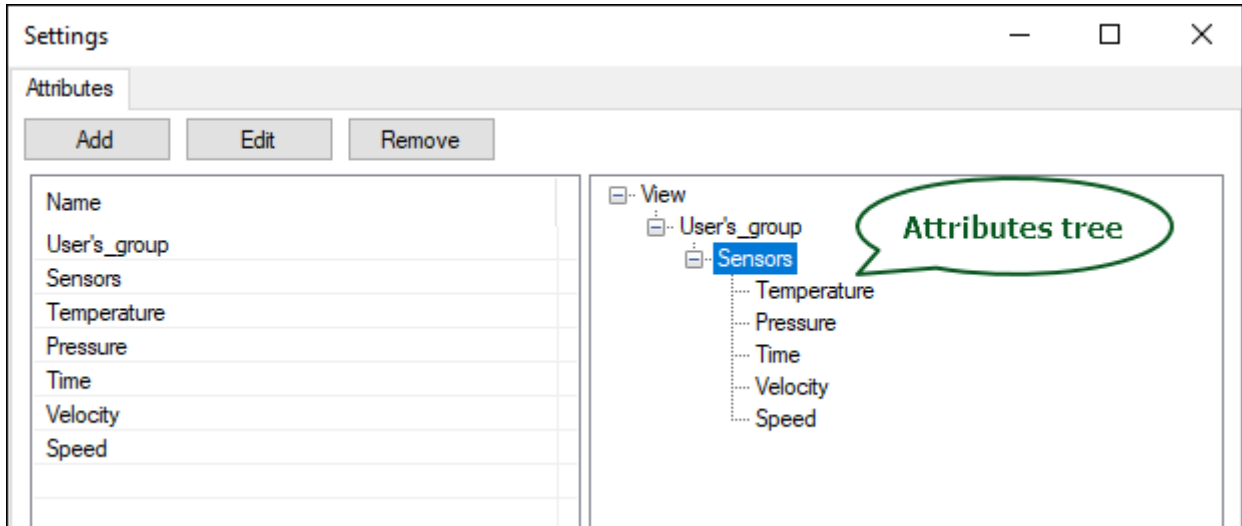 Settings
Attributes
Add Edit Remove
Name
User's_group
Sensors
Temperature
Pressure
Time
Velocity
Speed
View
User's_group
Sensors
Temperature
Pressure
Time
Velocity
Speed
Attributes tree